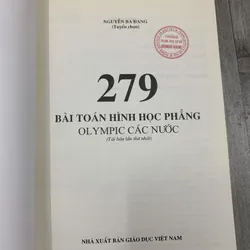 NGUYỄN BÁ ĐANG
(Tuyển chọn)
279
BÀI TOÁN HÌNH HỌC PHẲNG
OLYMPIC CÁC NƯỚC
(Tái bản lần thứ nhất)
NHÀ XUẤT BẢN GIÁO DỤC VIỆT NAM